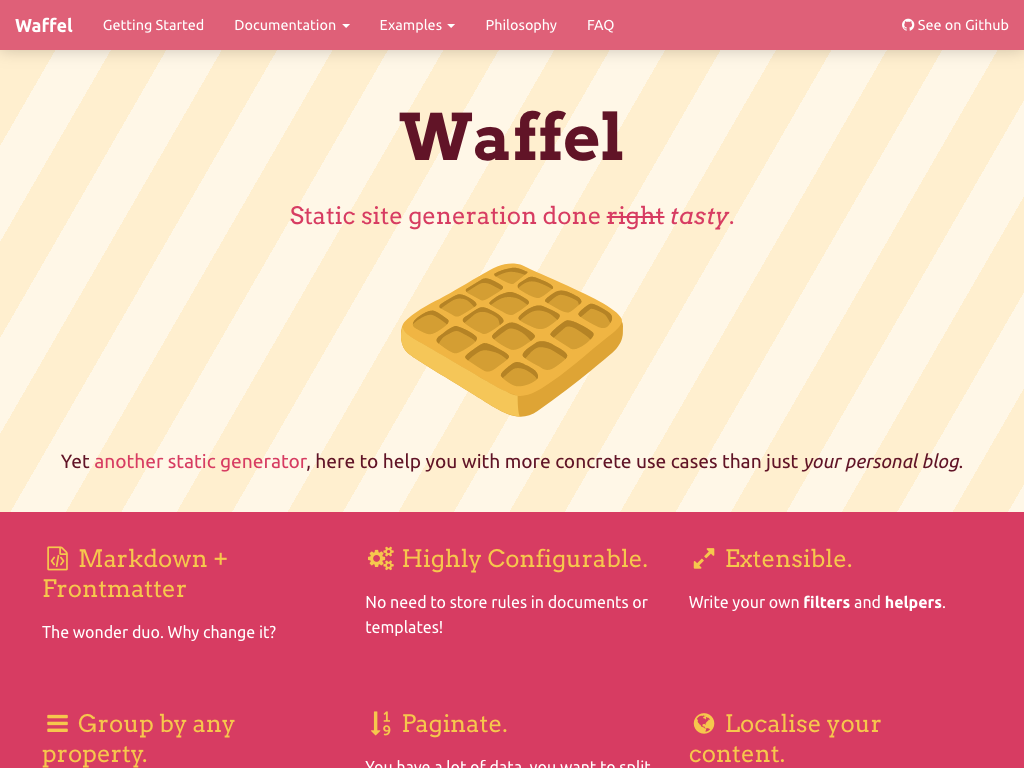 Waffel Getting Started Documentation Examples Philosophy FAQ See on Github
Waffel
Static site generation done right tasty.
Yet another static generator, here to help you with more concrete use cases than just your personal blog.
Markdown +
Frontmatter
The wonder duo. Why change it?
Highly Configurable.
No need to store rules in documents or
templates!
Extensible.
Write your own filters and helpers.
Group by any
property.
Paginate.
You have a lot of data, you want to split
Localise your
content.